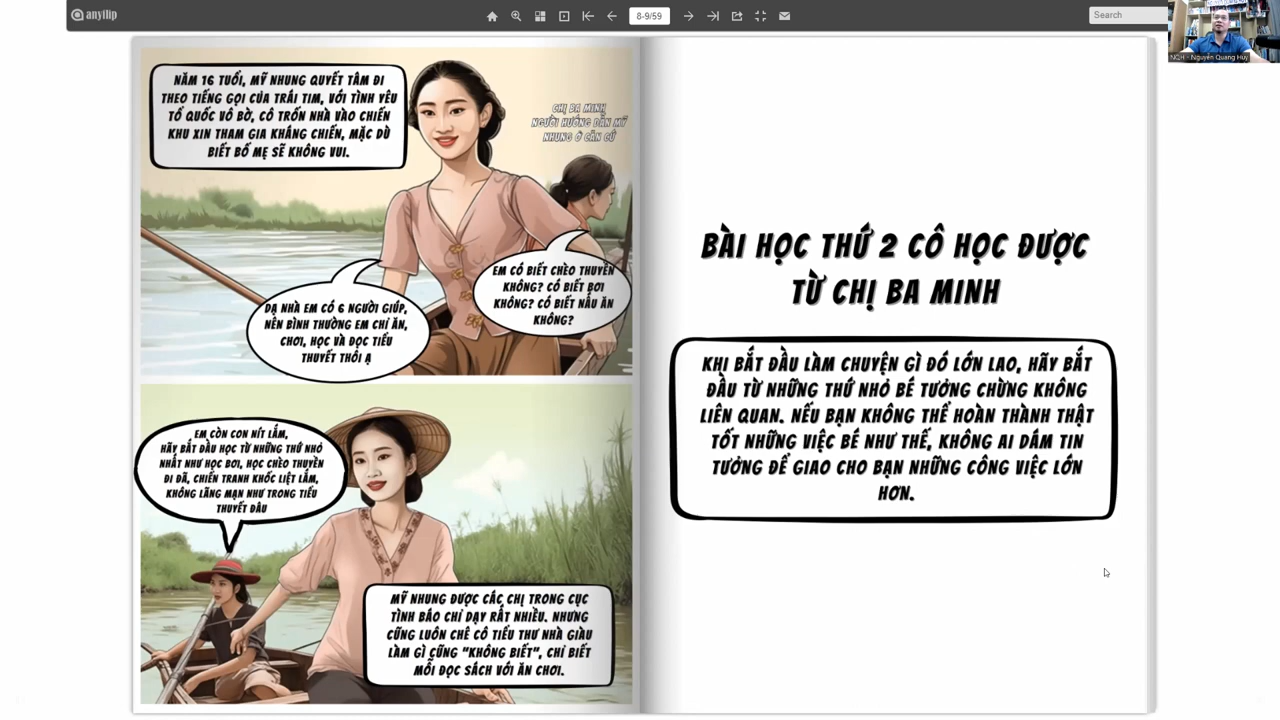 anyflip
8-9/59
Search
NQH - Nguyễn Quang Huy
NĂM 16 TUỔI, MỸ NHUNG QUYẾT TÂM ĐI
THEO TIẾNG GỌI CỦA TRÁI TIM, VỚI TÌNH YÊU
TỔ QUỐC VÔ BỜ, CÔ TRỐN NHÀ VÀO CHIẾN
KHU XIN THAM GIA KHÁNG CHIẾN, MẶC DÙ
BIẾT BỐ MẸ SẼ KHÔNG VUI.
CHỊ BA MINH
NGƯỜI HƯỚNG DẪN MỸ
NHUNG Ở CĂN CỨ
EM CÓ BIẾT CHÈO THUYỀN
KHÔNG? CÓ BIẾT BƠI
KHÔNG? CÓ BIẾT NẤU ĂN
KHÔNG?
DẠ NHÀ EM CÓ 6 NGƯỜI GIÚP,
NÊN BÌNH THƯỜNG EM CHỈ ĂN,
CHƠI, HỌC VÀ ĐỌC TIỂU
THUYẾT THÔI Ạ
EM CÒN CON NÍT LẮM,
HÃY BẮT ĐẦU HỌC TỪ NHỮNG THỨ NHỎ
NHẤT NHƯ HỌC BƠI, HỌC CHÈO THUYỀN
ĐI ĐÃ, CHIẾN TRANH KHỐC LIỆT LẮM,
KHÔNG LÃNG MẠN NHƯ TRONG TIỂU
THUYẾT ĐÂU
MỸ NHUNG ĐƯỢC CÁC CHỊ TRONG CỤC
TÌNH BÁO CHỈ DẠY RẤT NHIỀU. NHƯNG
CŨNG LUÔN CHÊ CÔ TIỂU THƯ NHÀ GIÀU
LÀM GÌ CŨNG "KHÔNG BIẾT", CHỈ BIẾT
MỖI ĐỌC SÁCH VỚI ĂN CHƠI.
BÀI HỌC THỨ 2 CÔ HỌC ĐƯỢC
TỪ CHỊ BA MINH
KHI BẮT ĐẦU LÀM CHUYỆN GÌ ĐÓ LỚN LAO, HÃY BẮT
ĐẦU TỪ NHỮNG THỨ NHỎ BÉ TƯỞNG CHỪNG KHÔNG
LIÊN QUAN. NẾU BẠN KHÔNG THỂ HOÀN THÀNH THẬT
TỐT NHỮNG VIỆC BÉ NHƯ THẾ, KHÔNG AI DÁM TIN
TƯỞNG ĐỂ GIAO CHO BẠN NHỮNG CÔNG VIỆC LỚN
HƠN.